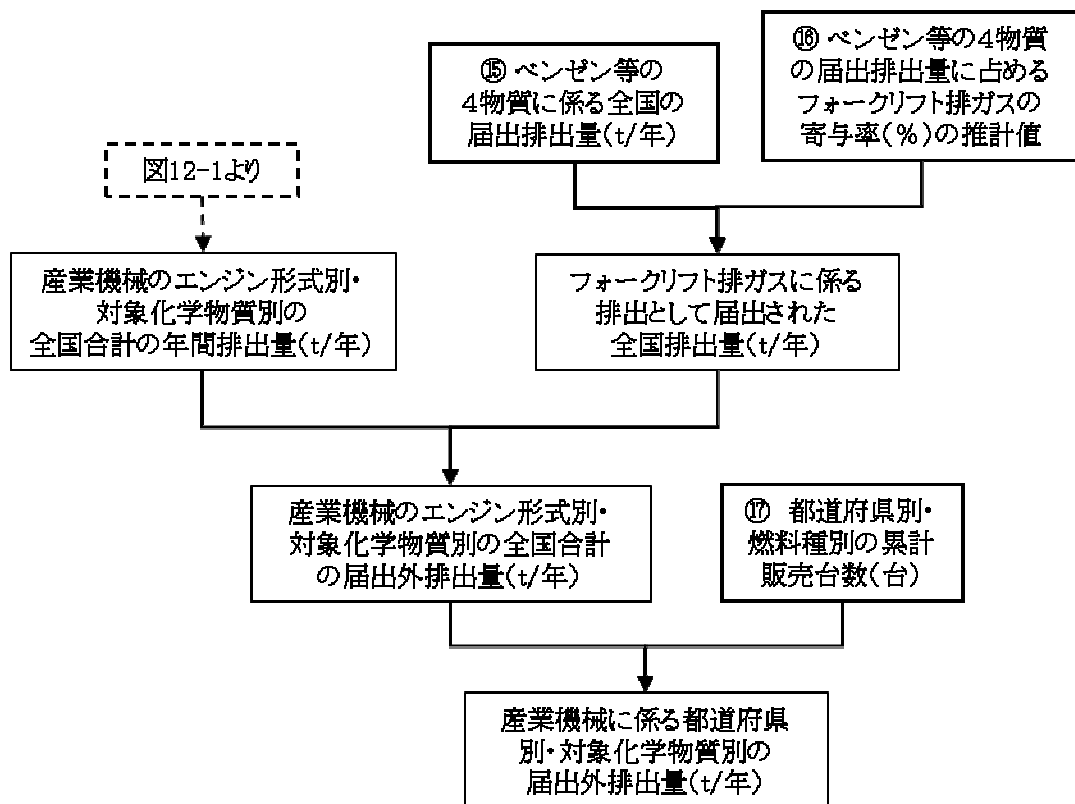 ⑮ ベンゼン等の
4物質に係る全国の
届出排出量(t/年)
⑯ ベンゼン等の4物質
の届出排出量に占める
フォークリフト排ガスの
寄与率(%)の推計値
図12-1より
産業機械のエンジン形式別・
対象化学物質別の
全国合計の年間排出量(t/年)
フォークリフト排ガスに係る
排出として届出された
全国排出量(t/年)
産業機械のエンジン形式別・
対象化学物質別の全国合計
の届出外排出量(t/年)
⑰ 都道府県別・
燃料種別の累計
販売台数(台)
産業機械に係る都道府県
別・対象化学物質別の
届出外排出量(t/年)